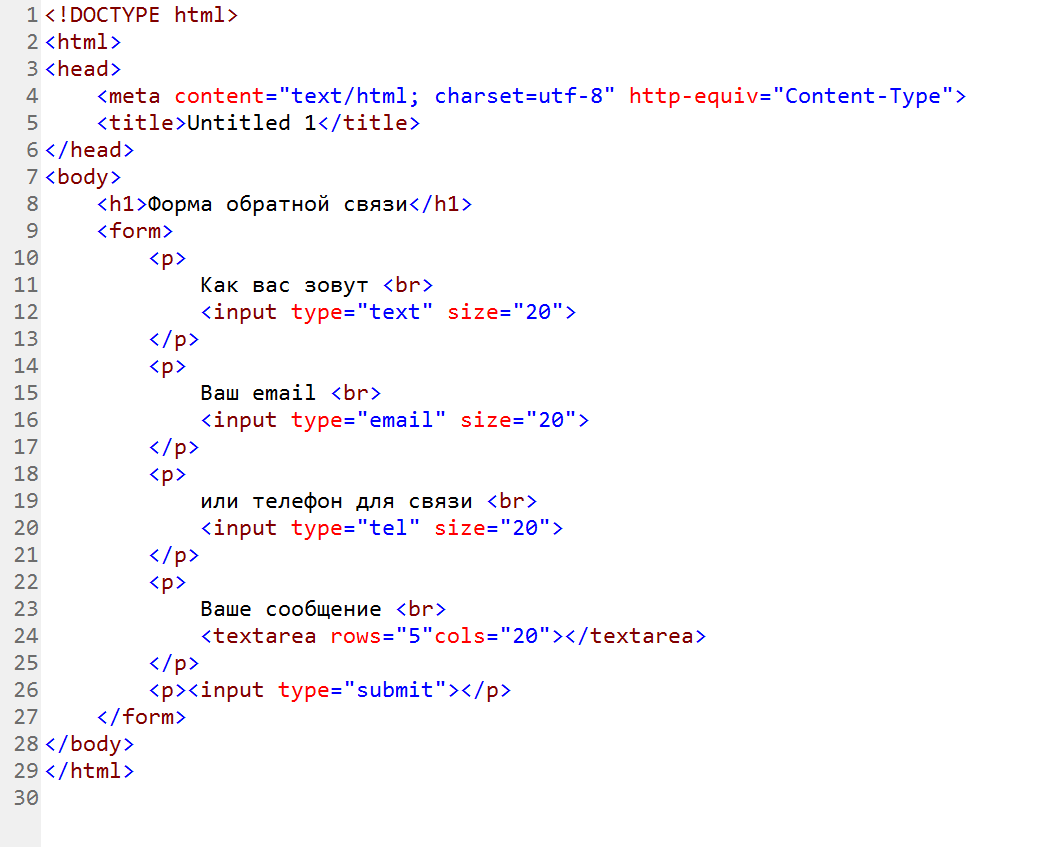 1 <!DOCTYPE html>
2 <html>
3 <head>
4     <meta content="text/html; charset=utf-8" http-equiv="Content-Type">
5     <title>Untitled 1</title>
6 </head>
7 <body>
8     <h1>Форма обратной связи</h1>
9     <form>
10         <p>
11             Как вас зовут <br>
12             <input type="text" size="20">
13         </p>
14         <p>
15             Ваш email <br>
16             <input type="email" size="20">
17         </p>
18         <p>
19             или телефон для связи <br>
20             <input type="tel" size="20">
21         </p>
22         <p>
23             Ваше сообщение <br>
24             <textarea rows="5"cols="20"></textarea>
25         </p>
26         <p><input type="submit"></p>
27     </form>
28 </body>
29 </html>
30